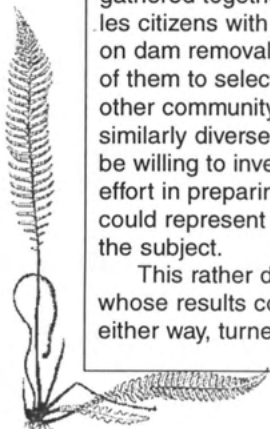 gathered together
les citizens with
on dam removal
of them to select
other community
similarly diverse
be willing to inve
effort in preparin
could represent
the subject.
This rather d
whose results co
either way, turne